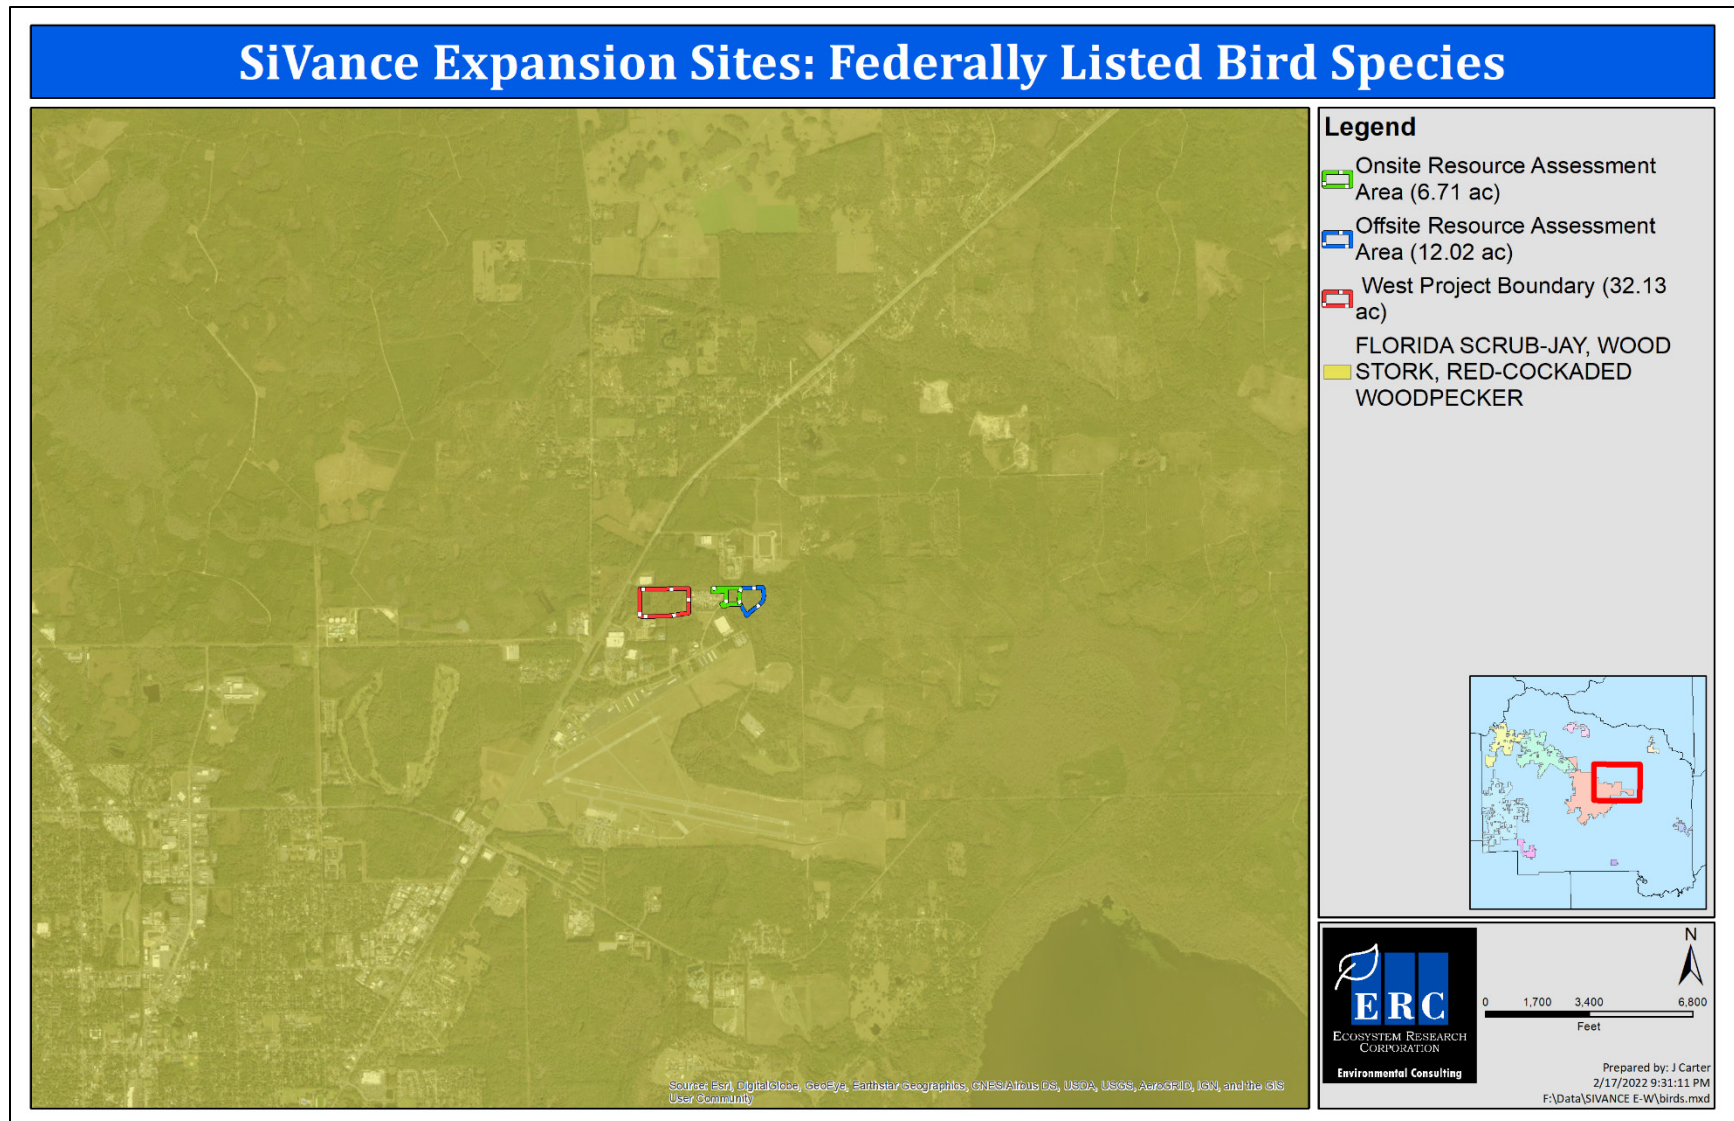 SiVance Expansion Sites: Federally Listed Bird Species
Legend
Onsite Resource Assessment
Area (6.71 ac)
Offsite Resource Assessment
Area (12.02 ac)
West Project Boundary (32.13
ac)
FLORIDA SCRUB-JAY, WOOD
STORK, RED-COCKADED
WOODPECKER
Source: Esri, DigitalGlobe, GeoEye, Earthstar Geographics, CNES/Airbus DS, USDA, USGS, AeroGRID, IGN, and the GIS
User Community
ERC
ECOSYSTEM RESEARCH
CORPORATION
Environmental Consulting
N
0 1,700 3,400 6,800
Feet
Prepared by: J Carter
2/17/2022 9:31:11 PM
F:\Data\SIVANCE E-W\birds.mxd